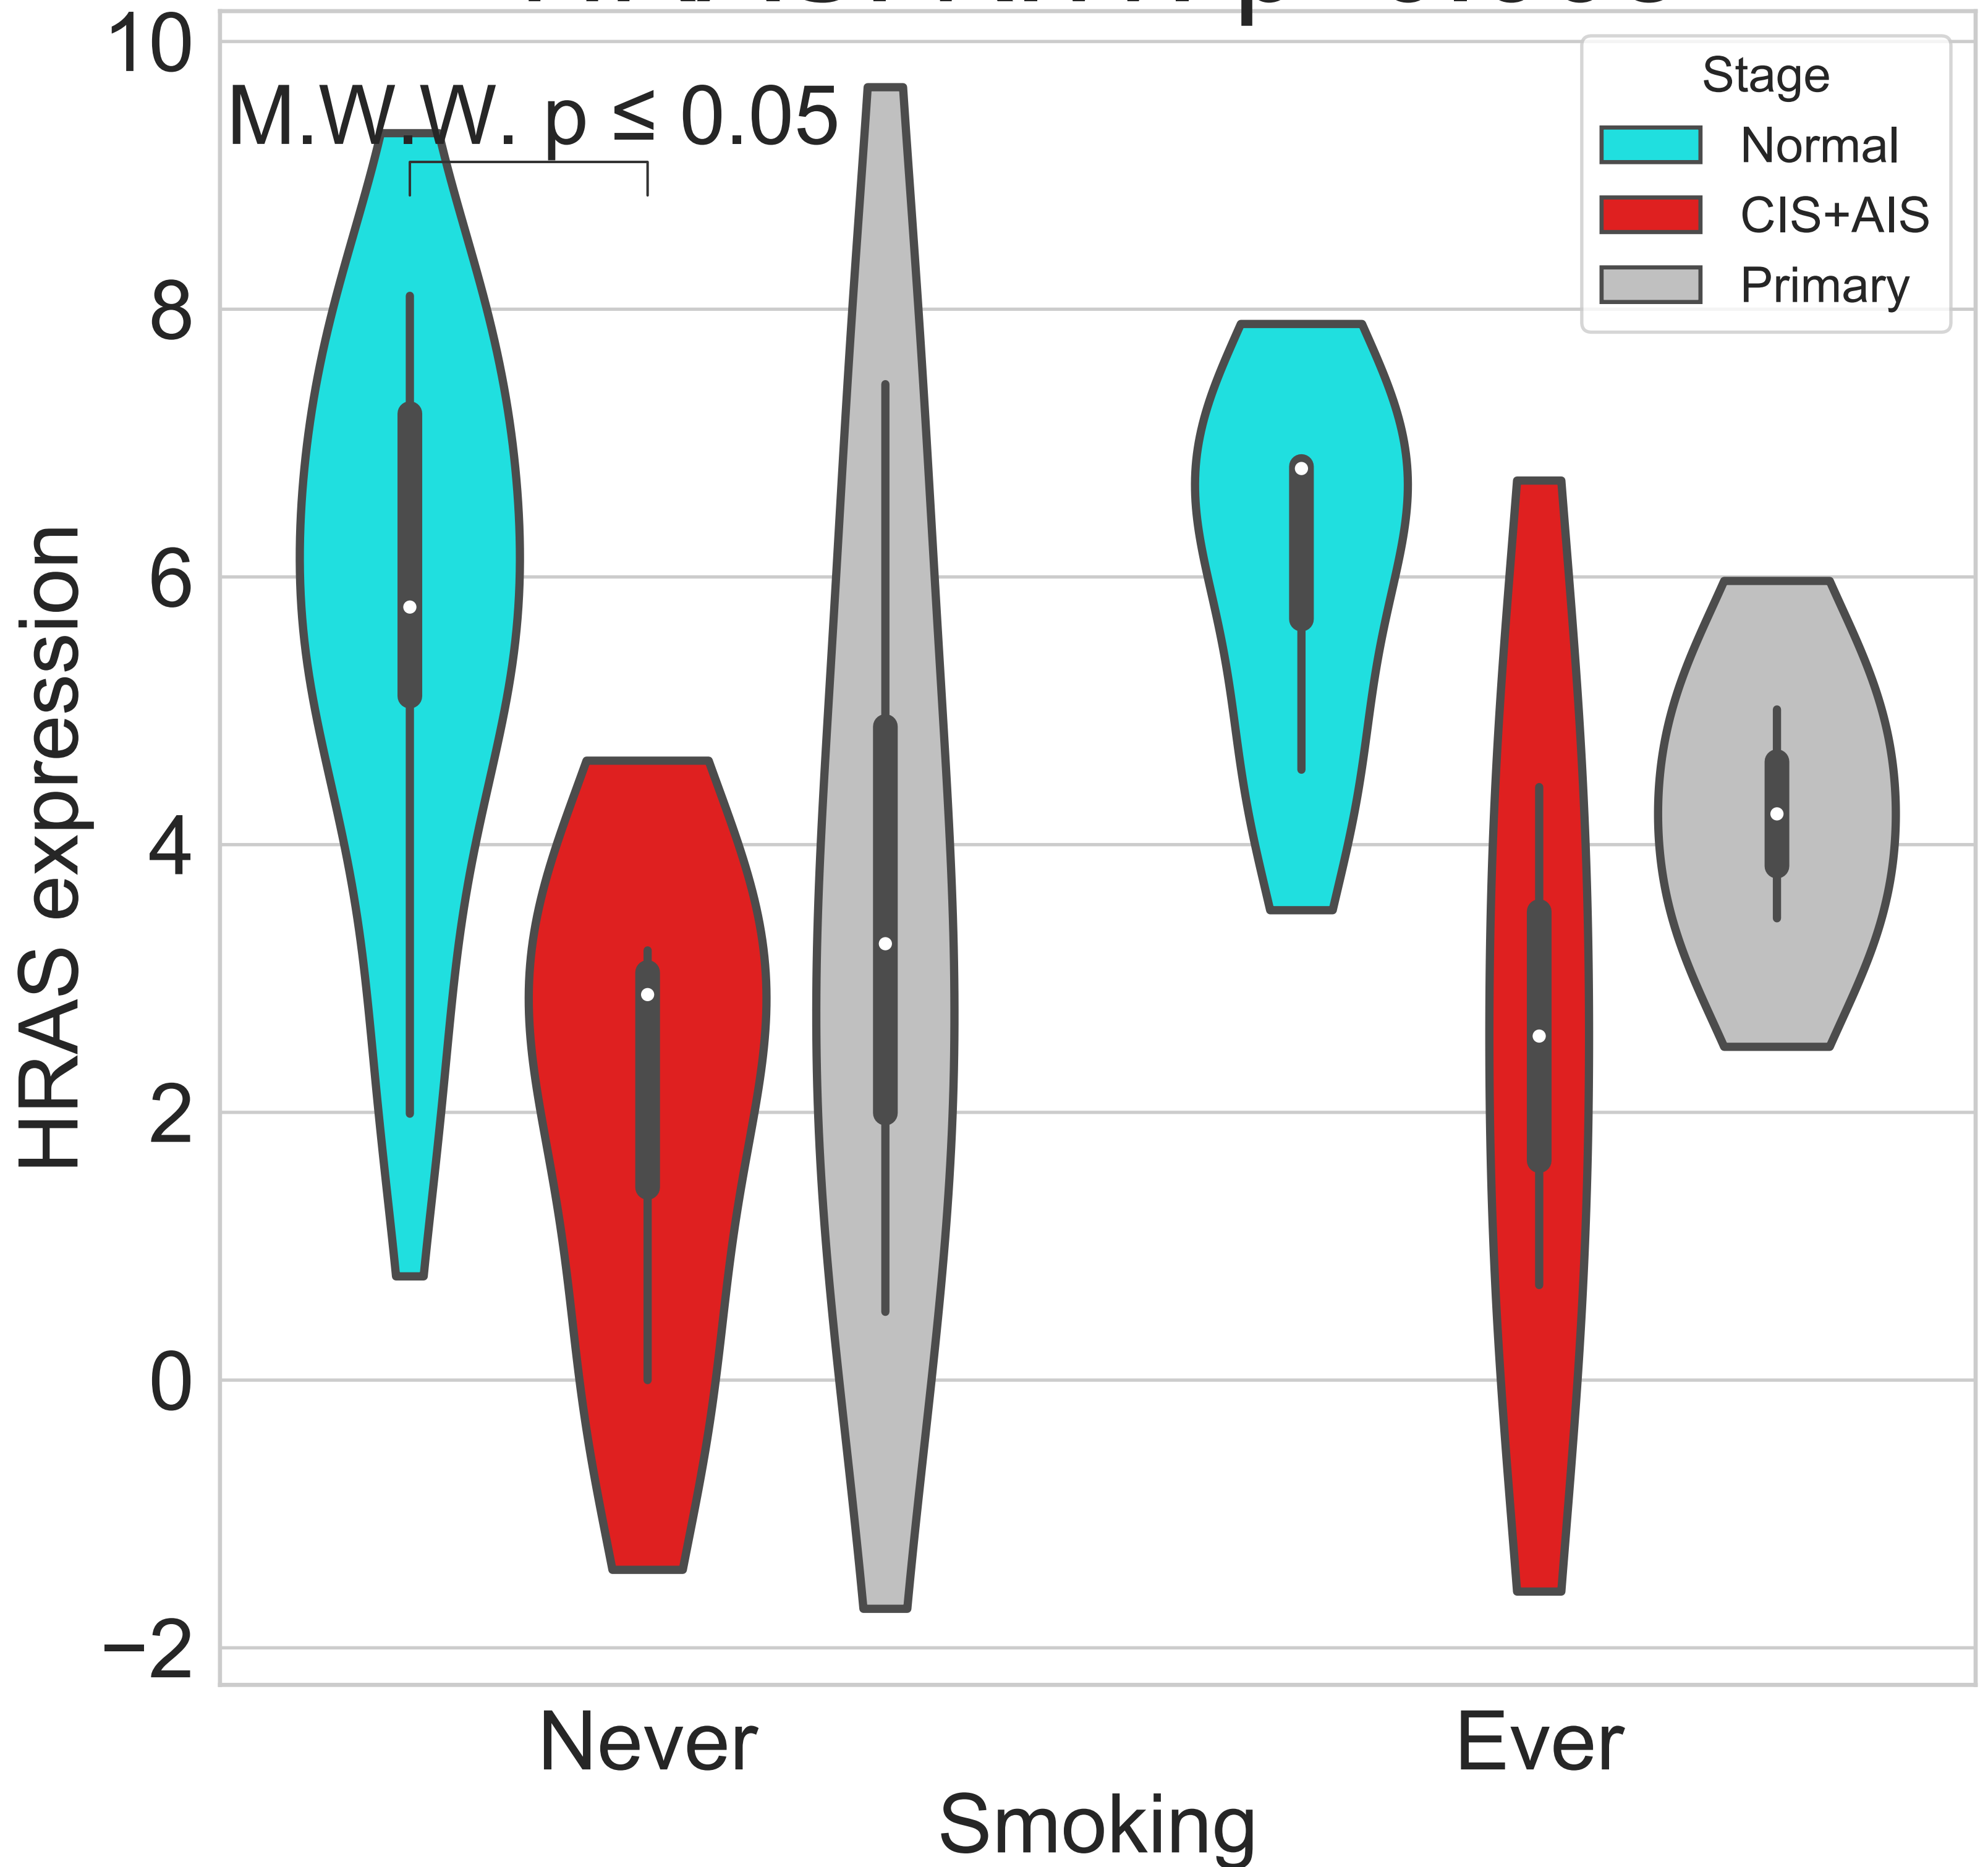 10
M.W.W. p ≤ 0.05
Stage
Normal
CIS+AIS
Primary
8
6
4
2
0
−2
HRAS expression
Never
Ever
Smoking